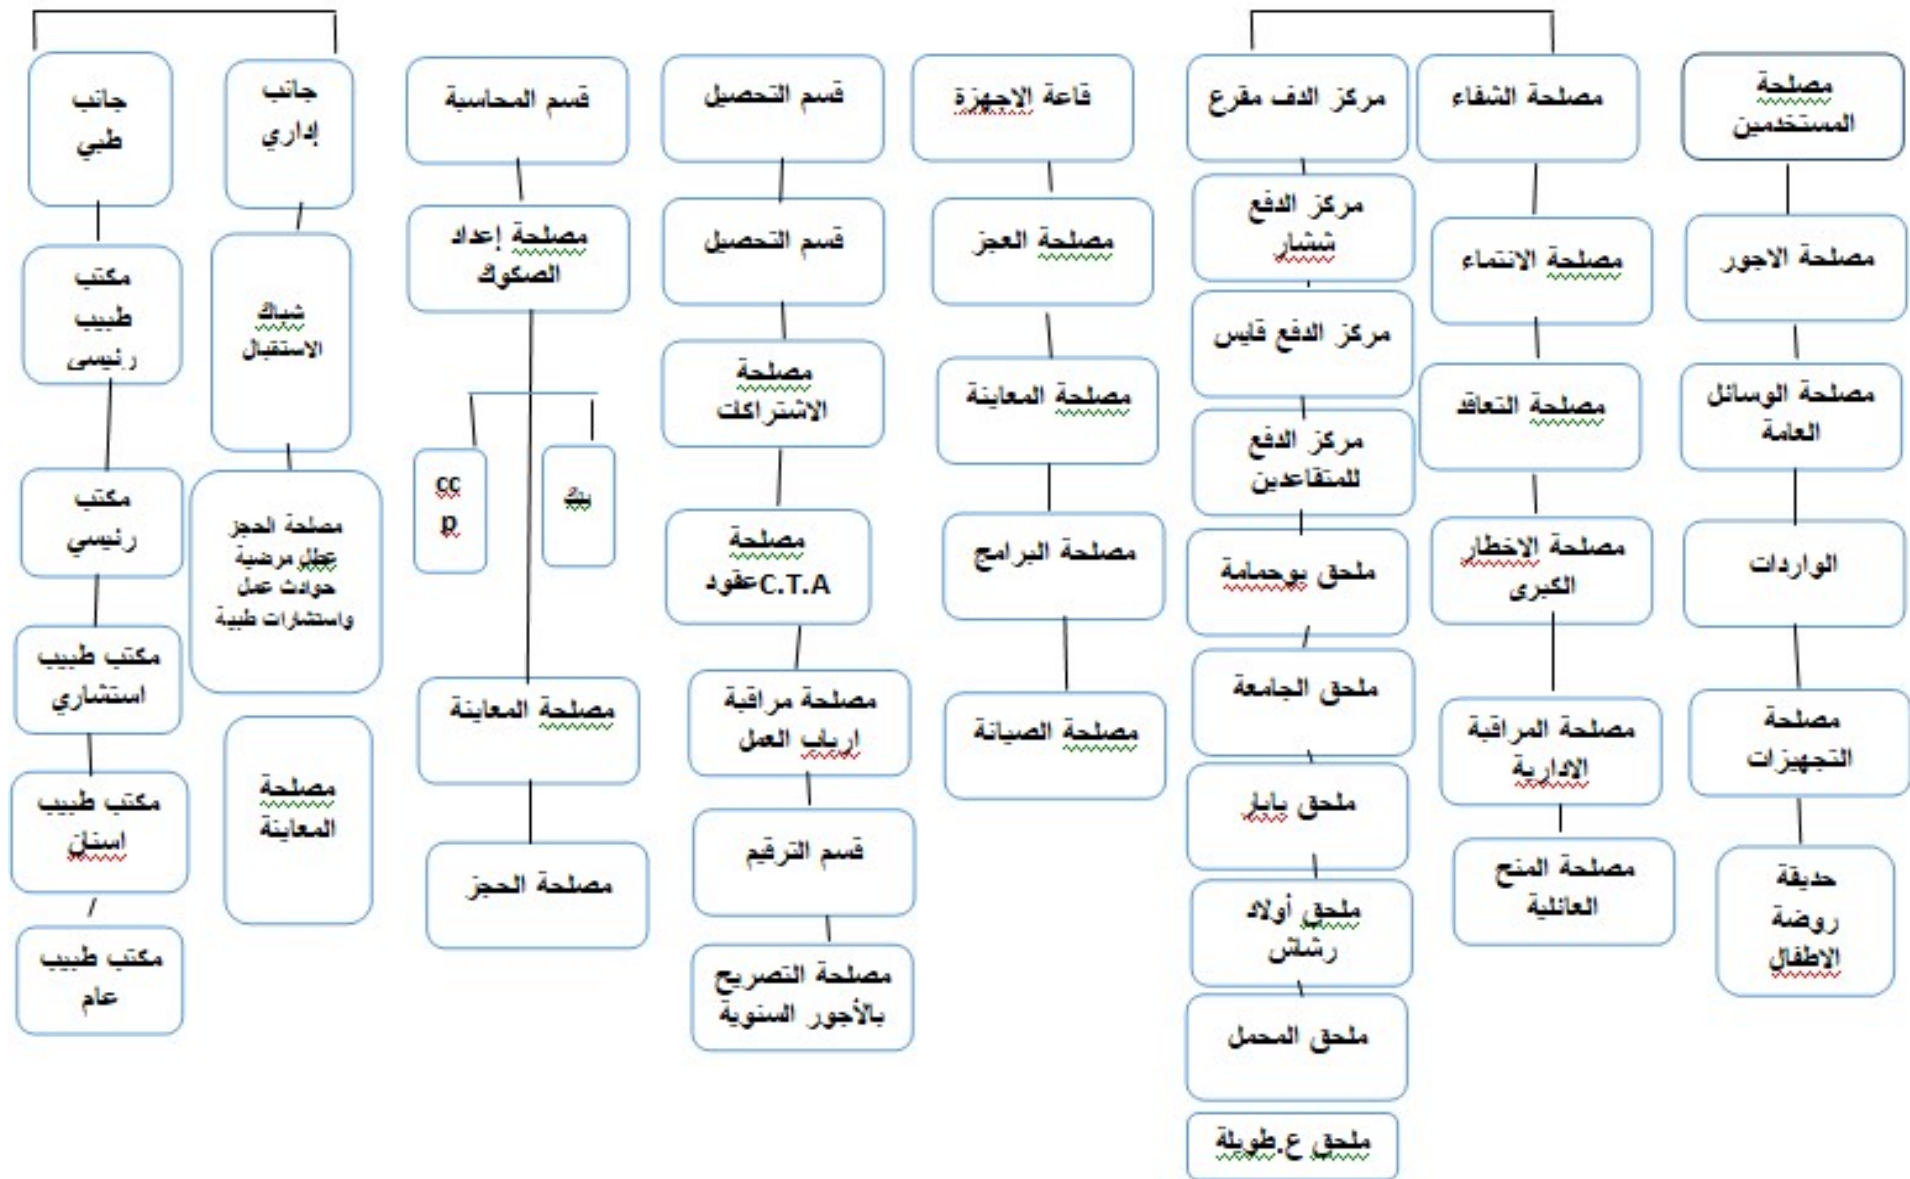 مصلحة
المستخدمين
مصلحة الاجور
مصلحة الوسائل
العامة
الواردات
مصلحة
التجهيزات
حديقة
روضة
الاطفال
مصلحة الشفاء
مصلحة الانتماء
مصلحة التعاقد
مصلحة الاخطار
الكبرى
مصلحة المراقبة
الادارية
مصلحة المنح
العائلية
مركز الدف مقرع
مركز الدفع
ششار
مركز الدفع قايس
مركز الدفع
للمتقاعدين
ملحق بوحمامة
ملحق الجامعة
ملحق بابار
ملحق أولاد
رشاش
ملحق المحمل
ملحق ع.طويلة
قاعة الاجهزة
مصلحة العجز
مصلحة المعاينة
مصلحة البرامج
مصلحة الصيانة
قسم التحصيل
قسم التحصيل
مصلحة
الاشتراكات
مصلحة
عقودC.T.A
مصلحة مراقبة
ارباب العمل
قسم الترقيم
مصلحة التصريح
بالأجور السنوية
قسم المحاسبة
مصلحة إعداد
الصكوك
بنك
cc
p
مصلحة المعاينة
مصلحة الحجز
جانب
إداري
شباك
الاستقبال
مصلحة الحجز
عطل مرضية
حوادث عمل
واستشارات طبية
مصلحة
المعاينة
جانب
طبي
مكتب
طبيب
رئيسي
مكتب
رئيسي
مكتب طبيب
استشاري
مكتب طبيب
اسنان
مكتب طبيب
عام